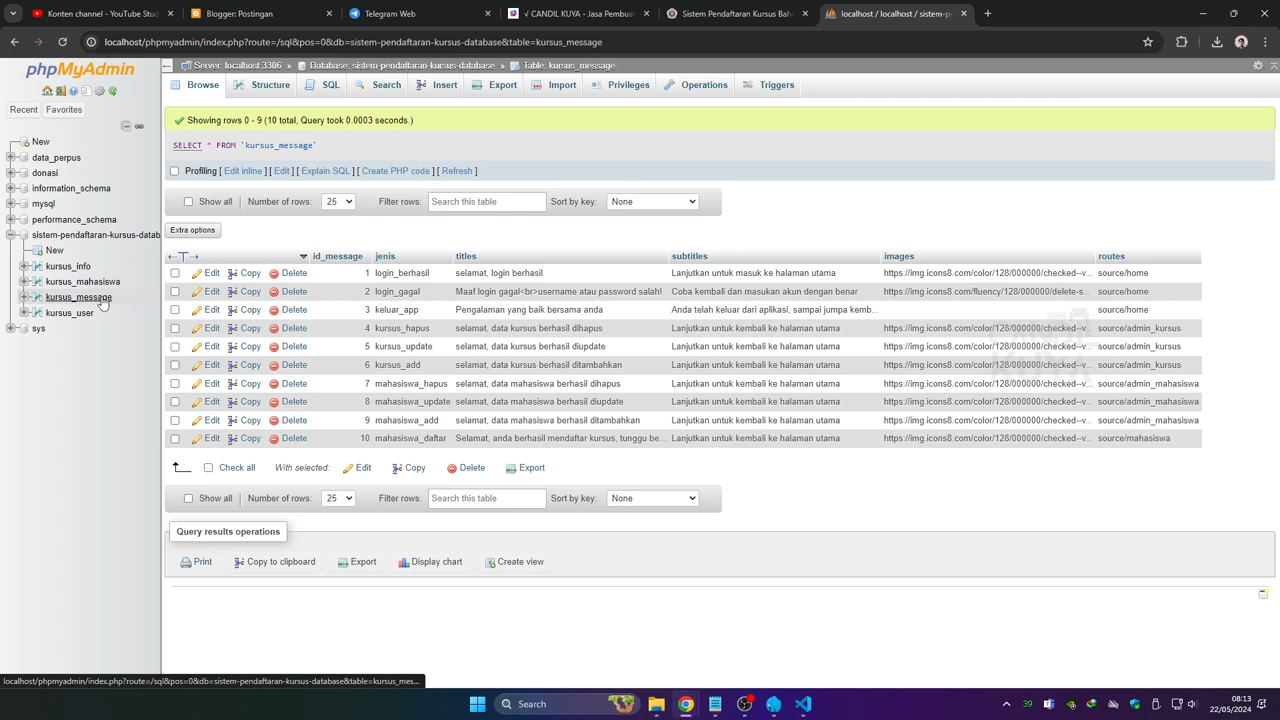 Channel content - YouTube Stud
Blogger: Postingan
Telegram Web
√ CANDIL KUYA - Jasa Pembuat
Sistem Pendaftaran Kursus Bah
localhost / localhost / sistem-p
localhost/phpmyadmin/index.php?route=/sql&pos=0&db=sistem-pendaftaran-kursus-database&table=kursus_message
phpMyAdmin
Server: localhost:3306 » Database: sistem-pendaftaran-kursus-database » Table: kursus_message
Browse Structure SQL Search Insert Export Import Privileges Operations Triggers
Recent Favorites
New
data_perpus
donasi
information_schema
mysql
performance_schema
sistem-pendaftaran-kursus-datab
New
kursus_info
kursus_mahasiswa
kursus_message
kursus_user
sys
Showing rows 0 - 9 (10 total, Query took 0.0003 seconds.)
SELECT * FROM `kursus_message`
Profiling [ Edit inline ] [ Edit ] [ Explain SQL ] [ Create PHP code ] [ Refresh ]
Show all Number of rows: 25 Filter rows: Search this table Sort by key: None
Extra options
←T→ id_message jenis titles subtitles images routes
Edit Copy Delete 1 login_berhasil selamat, login berhasil Lanjutkan untuk masuk ke halaman utama https://img.icons8.com/color/128/000000/checked--v... source/home
Edit Copy Delete 2 login_gagal Maaf login gagal<br>username atau password salah! Coba kembali dan masukan akun dengan benar https://img.icons8.com/fluency/128/000000/delete-s... source/home
Edit Copy Delete 3 keluar_app Pengalaman yang baik bersama anda Anda telah keluar dari aplikasi, sampai jumpa kemb... https://img.icons8.com/color/128/000000/checked--v... source/home
Edit Copy Delete 4 kursus_hapus selamat, data kursus berhasil dihapus Lanjutkan untuk kembali ke halaman utama https://img.icons8.com/color/128/000000/checked--v... source/admin_kursus
Edit Copy Delete 5 kursus_update selamat, data kursus berhasil diupdate Lanjutkan untuk kembali ke halaman utama https://img.icons8.com/color/128/000000/checked--v... source/admin_kursus
Edit Copy Delete 6 kursus_add selamat, data kursus berhasil ditambahkan Lanjutkan untuk kembali ke halaman utama https://img.icons8.com/color/128/000000/checked--v... source/admin_kursus
Edit Copy Delete 7 mahasiswa_hapus selamat, data mahasiswa berhasil dihapus Lanjutkan untuk kembali ke halaman utama https://img.icons8.com/color/128/000000/checked--v... source/admin_mahasiswa
Edit Copy Delete 8 mahasiswa_update selamat, data mahasiswa berhasil diupdate Lanjutkan untuk kembali ke halaman utama https://img.icons8.com/color/128/000000/checked--v... source/admin_mahasiswa
Edit Copy Delete 9 mahasiswa_add selamat, data mahasiswa berhasil ditambahkan Lanjutkan untuk kembali ke halaman utama https://img.icons8.com/color/128/000000/checked--v... source/admin_mahasiswa
Edit Copy Delete 10 mahasiswa_daftar Selamat, anda berhasil mendaftar kursus, tunggu be... Lanjutkan untuk kembali ke halaman utama https://img.icons8.com/color/128/000000/checked--v... source/mahasiswa
Check all With selected: Edit Copy Delete Export
Show all Number of rows: 25 Filter rows: Search this table Sort by key: None
Query results operations
Print Copy to clipboard Export Display chart Create view
localhost/phpmyadmin/index.php?route=/sql&pos=0&db=sistem-pendaftaran-kursus-database&table=kursus_mes...
Search
39
08:13
22/05/2024